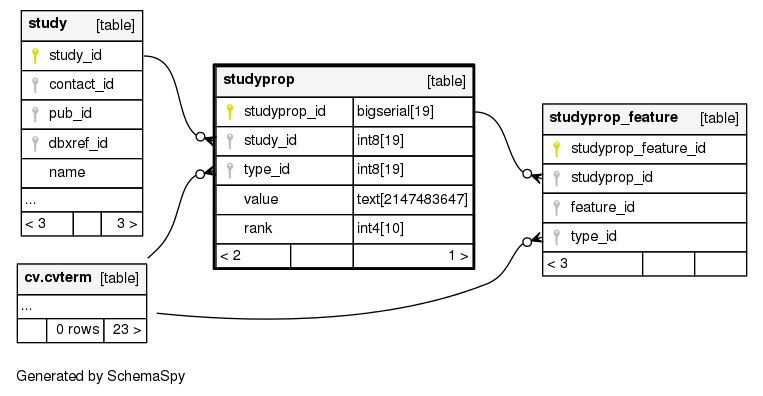 study [table]
study_id
contact_id
pub_id
dbxref_id
name
...
< 3 3 >
studyprop [table]
studyprop_id bigserial[19]
study_id int8[19]
type_id int8[19]
value text[2147483647]
rank int4[10]
< 2 1 >
studyprop_feature [table]
studyprop_feature_id
studyprop_id
feature_id
type_id
< 3
cv.cvterm [table]
...
0 rows 23 >
Generated by SchemaSpy